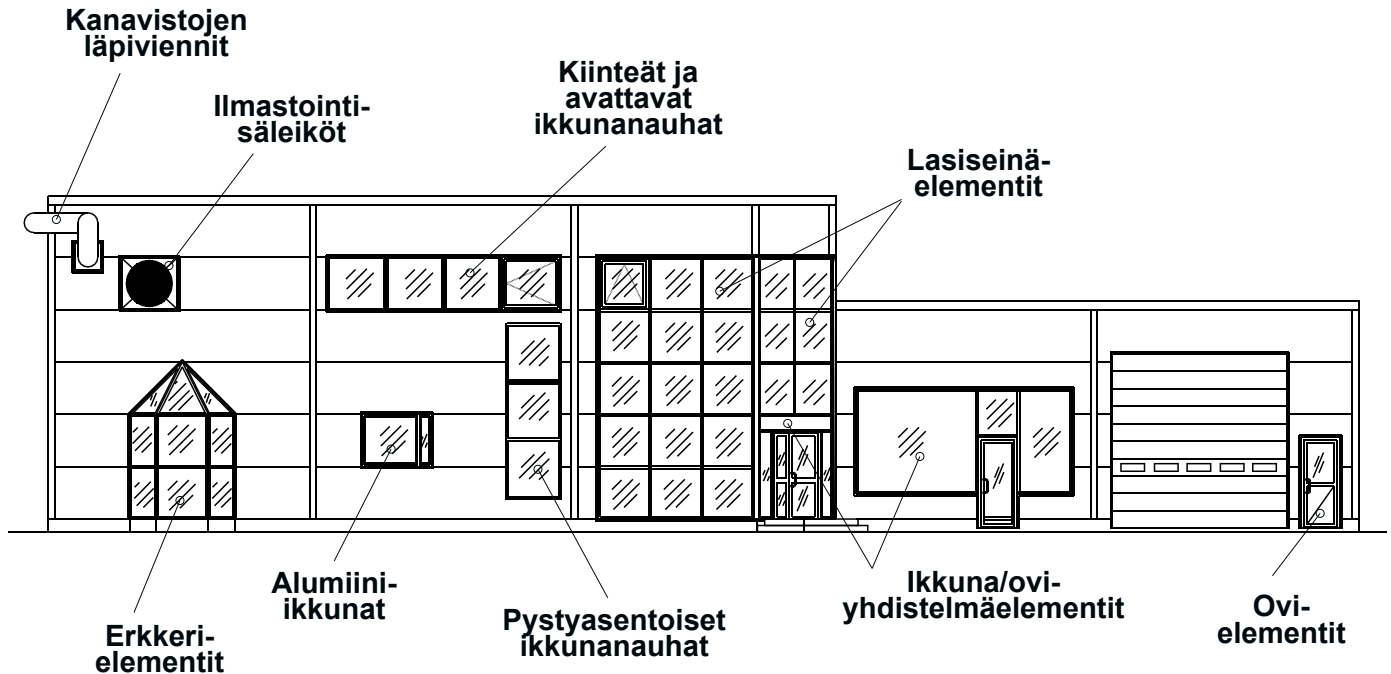 Kanavistojen
läpiviennit
Ilmastointi-
säleiköt
Kiinteät ja
avattavat
ikkunanauhat
Lasiseinä-
elementit
Erkkeri-
elementit
Alumiini-
ikkunat
Pystyasentoiset
ikkunanauhat
Ikkuna/ovi-
yhdistelmäelementit
Ovi-
elementit